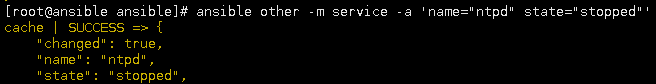 [root@ansible ansible]# ansible other -m service -a 'name="ntpd" state="stopped"'
cache | SUCCESS => {
    "changed": true,
    "name": "ntpd",
    "state": "stopped",